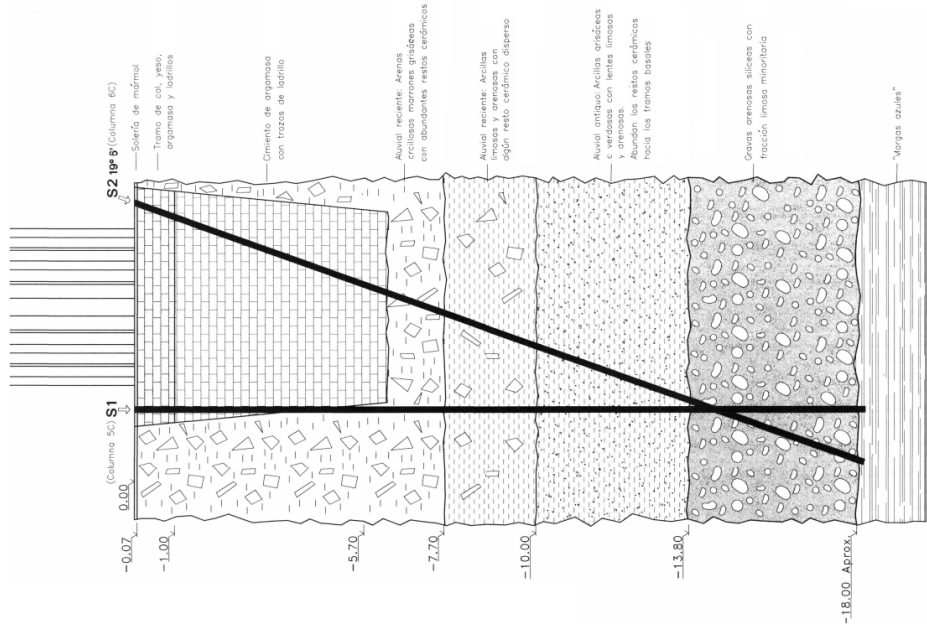 (Columna 5C) S1
S2 19º 6' (Columna 6C)
Solería de mármol
Tramo de cal, yeso,
argamasa y ladrillos
Cimiento de argamasa
con trazos de ladrillo
Aluvial reciente: Arenas
crcillosas marrones grisáceas
con abundantes restos cerámicos
Aluvial reciente: Arcillas
limosas y arenosas con
algún resto cerámico disperso
Aluvial antiguo: Arcillas grisáceas
c verdosas con lentes limosas
y arenosas.
Abundan los restos cerámicos
hacia los tramos basales
Gravas arenosas silíceas con
fracción limosa minoritaria
"Margas azules"
0.00
-0.07
-1.00
-5.70
-7.70
-10.00
-13.80
-18.00 Aprox.